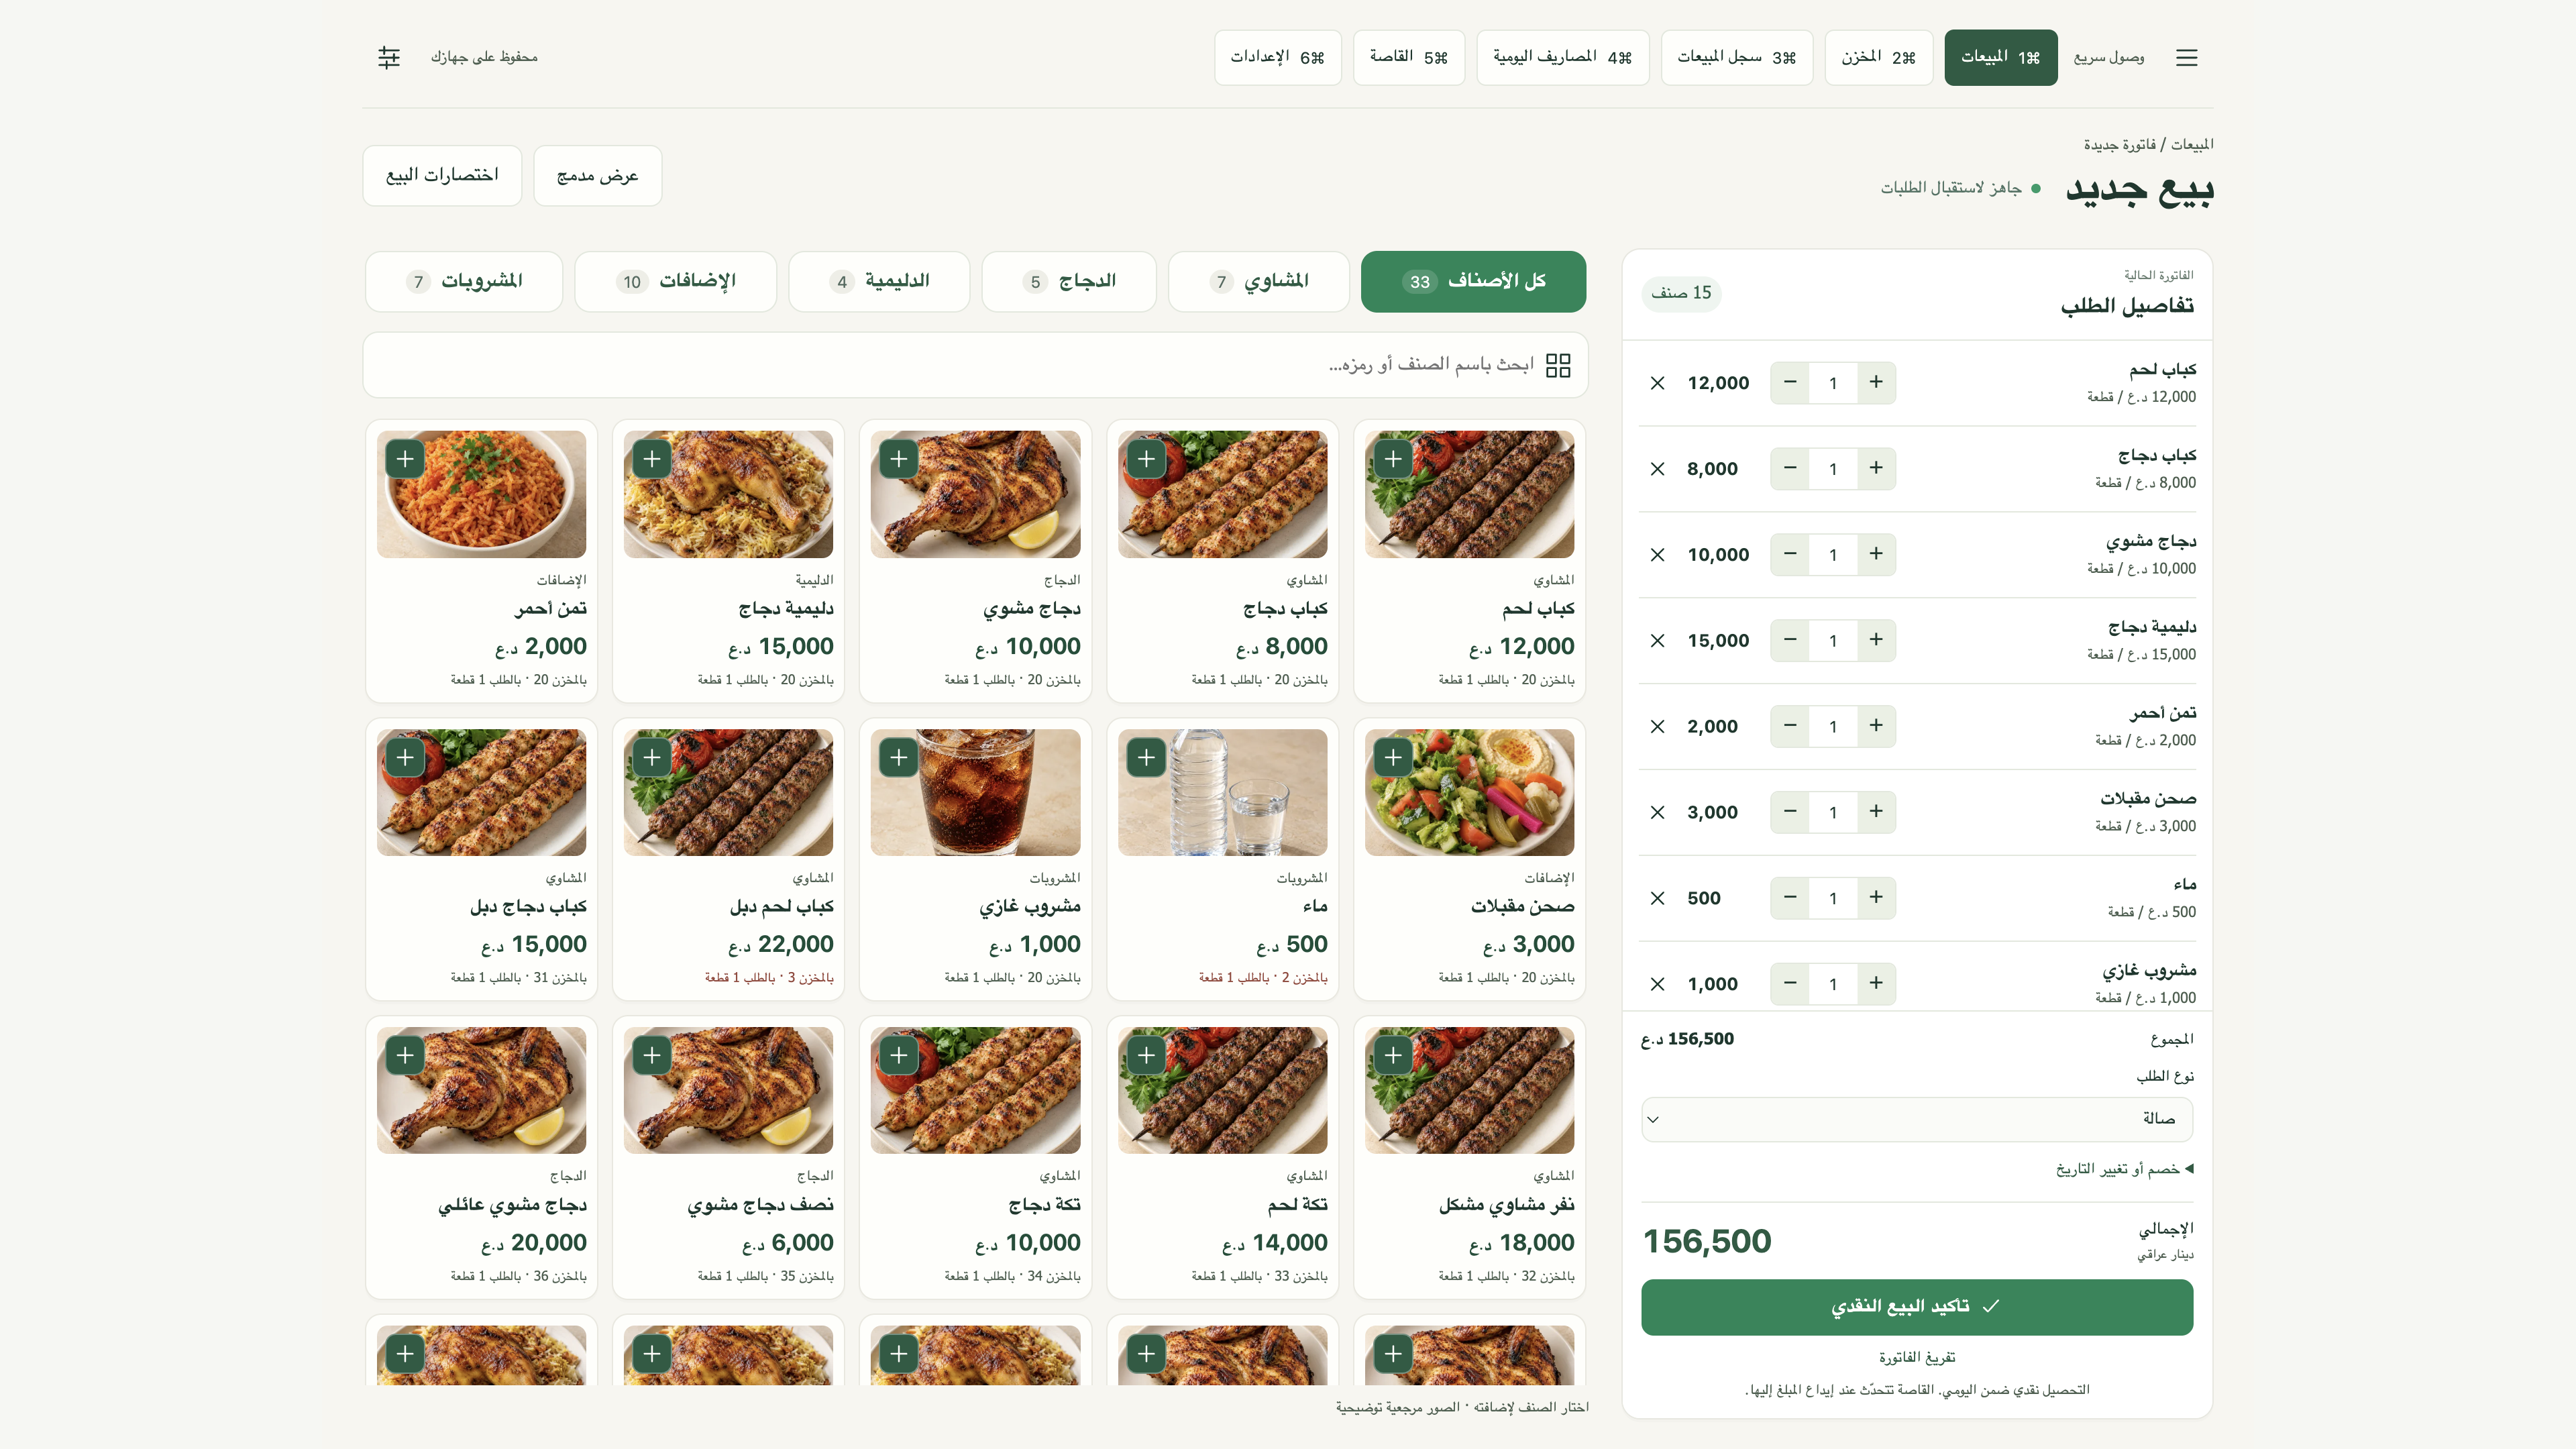 وصول سريع
⌘1 المبيعات
⌘2 المخزن
⌘3 سجل المبيعات
⌘4 المصاريف اليومية
⌘5 القاصة
⌘6 الإعدادات
محفوظ على جهازك
المبيعات / فاتورة جديدة
بيع جديد
جاهز لاستقبال الطلبات
عرض مدمج
اختصارات البيع
الفاتورة الحالية
تفاصيل الطلب
15 صنف
كباب لحم
12,000 د.ع / قطعة
+ 1 −
12,000 ×
كباب دجاج
8,000 د.ع / قطعة
+ 1 −
8,000 ×
دجاج مشوي
10,000 د.ع / قطعة
+ 1 −
10,000 ×
دليمية دجاج
15,000 د.ع / قطعة
+ 1 −
15,000 ×
تمن أحمر
2,000 د.ع / قطعة
+ 1 −
2,000 ×
صحن مقبلات
3,000 د.ع / قطعة
+ 1 −
3,000 ×
ماء
500 د.ع / قطعة
+ 1 −
500 ×
مشروب غازي
1,000 د.ع / قطعة
+ 1 −
1,000 ×
المجموع
156,500 د.ع
نوع الطلب
صالة
خصم أو تغيير التاريخ
الإجمالي
دينار عراقي
156,500
تأكيد البيع النقدي
تفريغ الفاتورة
التحصيل نقدي ضمن اليومي. القاصة تتحدّث عند إيداع المبلغ إليها.
كل الأصناف 33
المشاوي 7
الدجاج 5
الدليمية 4
الإضافات 10
المشروبات 7
ابحث باسم الصنف أو رمزه...
المشاوي
كباب لحم
12,000 د.ع
بالمخزن 20 · بالطلب 1 قطعة
المشاوي
كباب دجاج
8,000 د.ع
بالمخزن 20 · بالطلب 1 قطعة
الدجاج
دجاج مشوي
10,000 د.ع
بالمخزن 20 · بالطلب 1 قطعة
الدليمية
دليمية دجاج
15,000 د.ع
بالمخزن 20 · بالطلب 1 قطعة
الإضافات
تمن أحمر
2,000 د.ع
بالمخزن 20 · بالطلب 1 قطعة
الإضافات
صحن مقبلات
3,000 د.ع
بالمخزن 20 · بالطلب 1 قطعة
المشروبات
ماء
500 د.ع
بالمخزن 2 · بالطلب 1 قطعة
المشروبات
مشروب غازي
1,000 د.ع
بالمخزن 20 · بالطلب 1 قطعة
المشاوي
كباب لحم دبل
22,000 د.ع
بالمخزن 3 · بالطلب 1 قطعة
المشاوي
كباب دجاج دبل
15,000 د.ع
بالمخزن 31 · بالطلب 1 قطعة
المشاوي
نفر مشاوي مشكل
18,000 د.ع
بالمخزن 32 · بالطلب 1 قطعة
المشاوي
تكة لحم
14,000 د.ع
بالمخزن 33 · بالطلب 1 قطعة
المشاوي
تكة دجاج
10,000 د.ع
بالمخزن 34 · بالطلب 1 قطعة
الدجاج
نصف دجاج مشوي
6,000 د.ع
بالمخزن 35 · بالطلب 1 قطعة
الدجاج
دجاج مشوي عائلي
20,000 د.ع
بالمخزن 36 · بالطلب 1 قطعة
اختار الصنف لإضافته · الصور مرجعية توضيحية